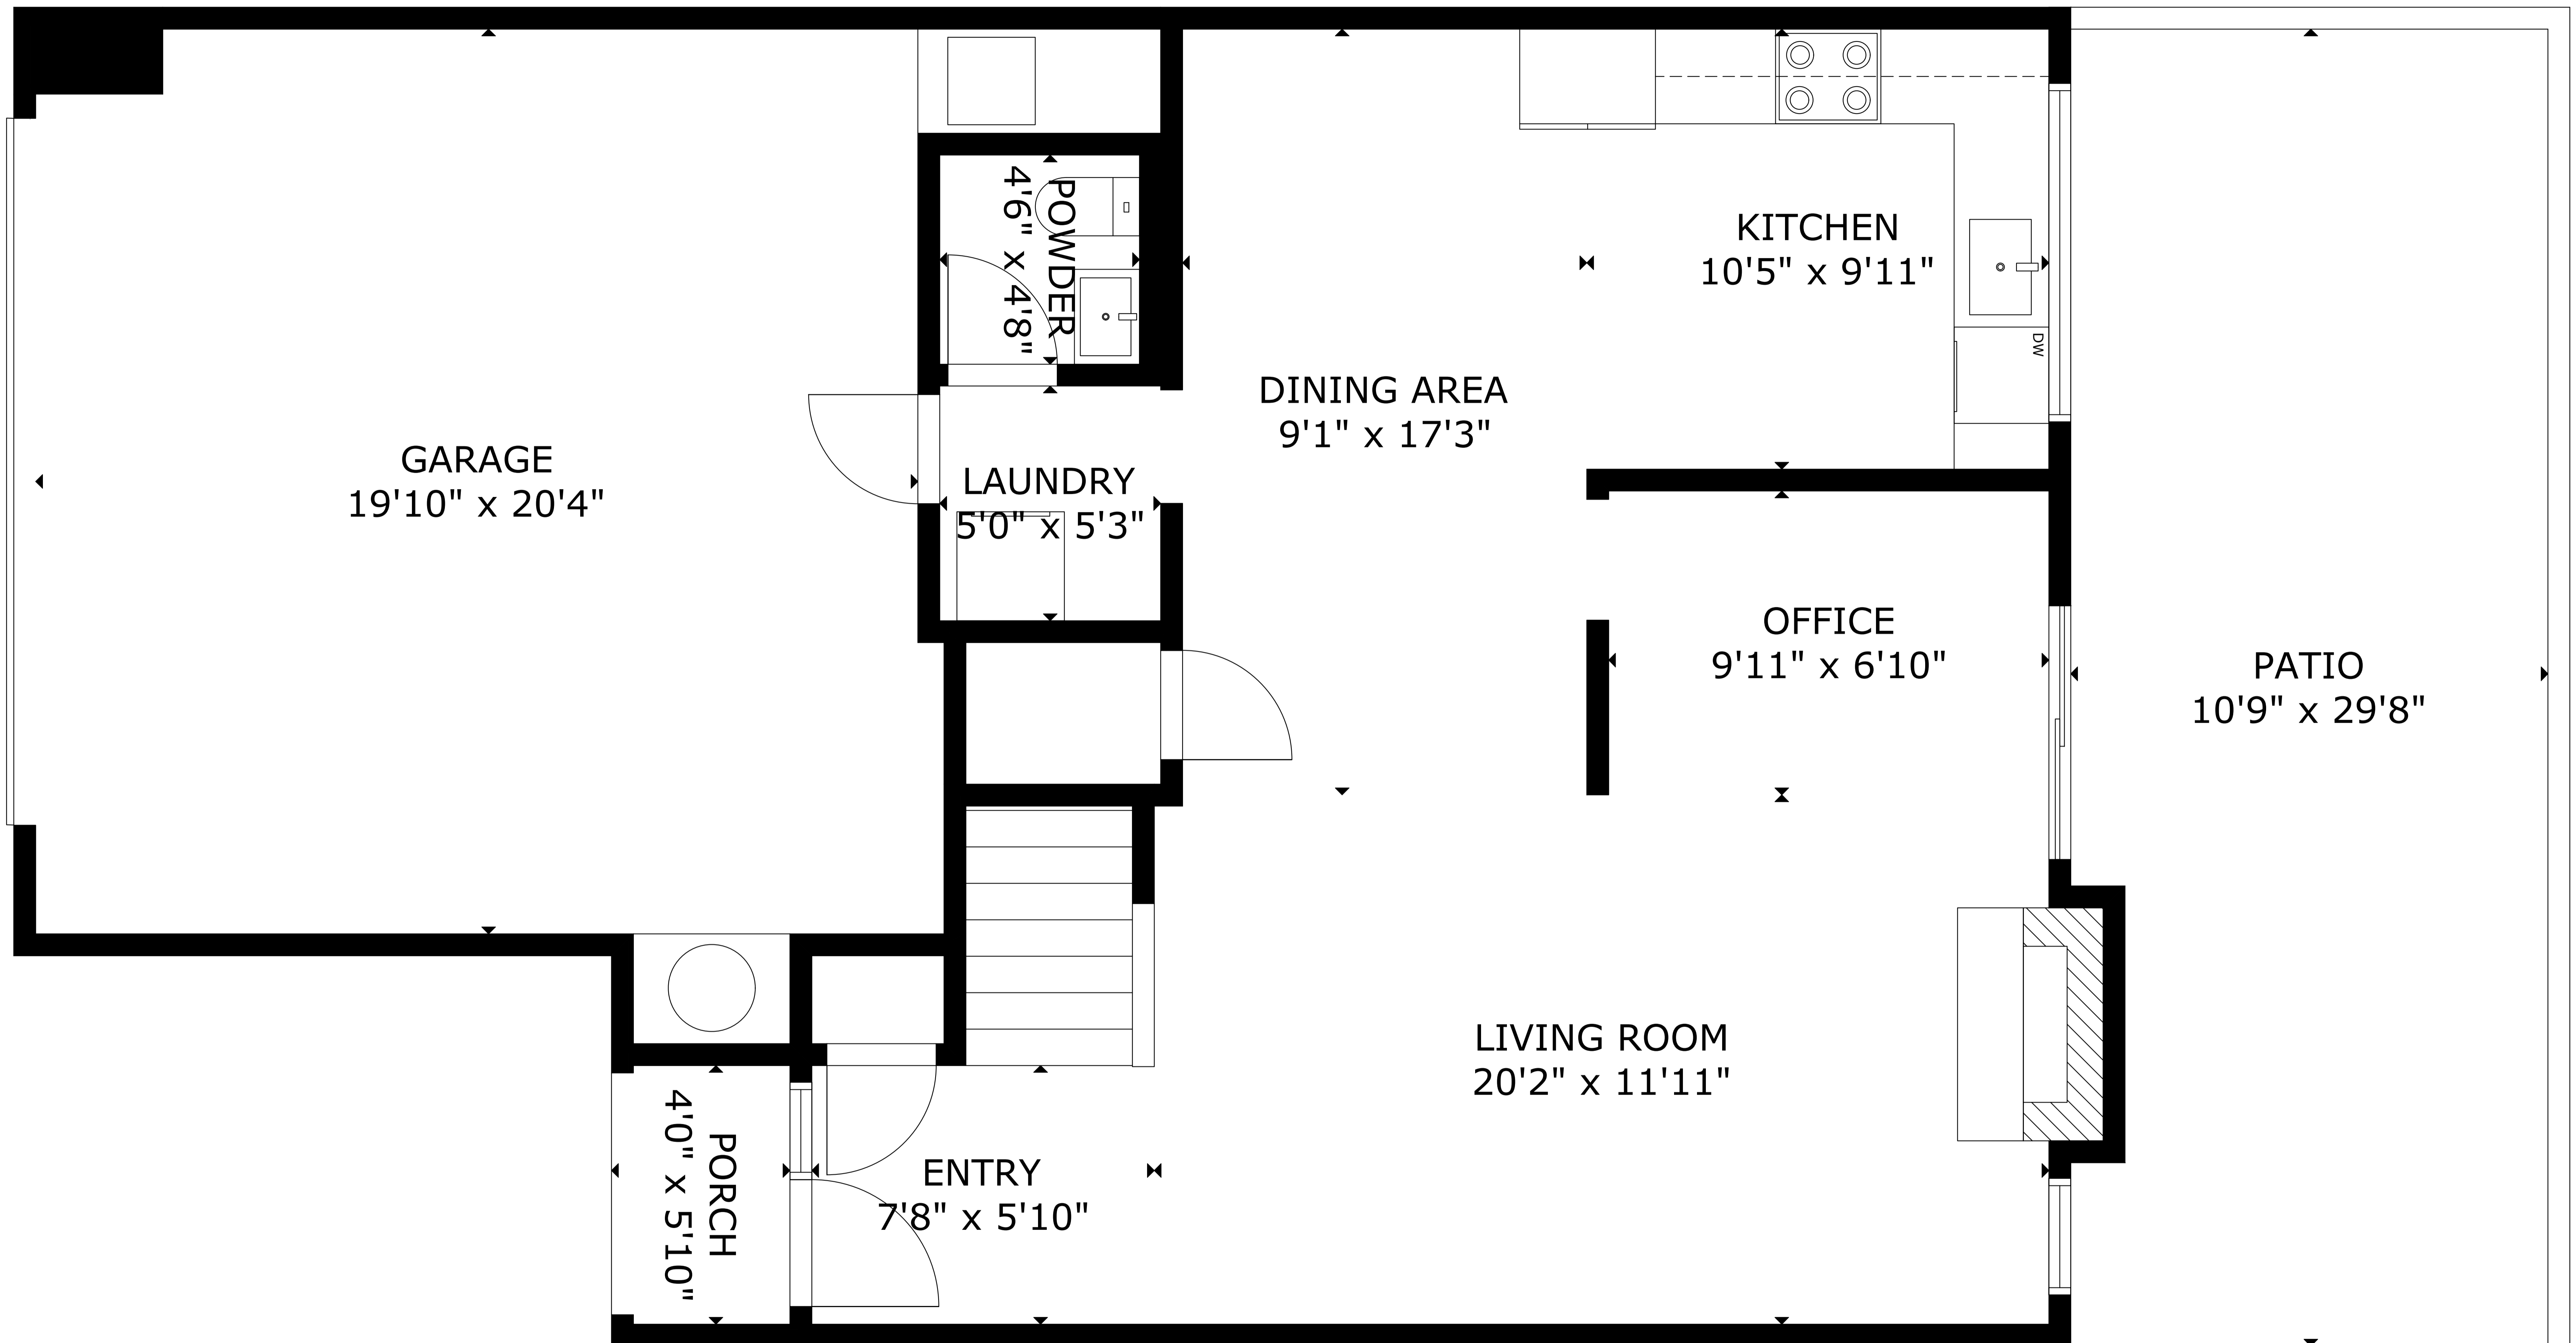 POWDER
4'6" x 4'8"
KITCHEN
10'5" x 9'11"
DW
DINING AREA
9'1" x 17'3"
GARAGE
19'10" x 20'4"
LAUNDRY
5'0" x 5'3"
OFFICE
9'11" x 6'10"
PATIO
10'9" x 29'8"
LIVING ROOM
20'2" x 11'11"
PORCH
4'0" x 5'10"
ENTRY
7'8" x 5'10"